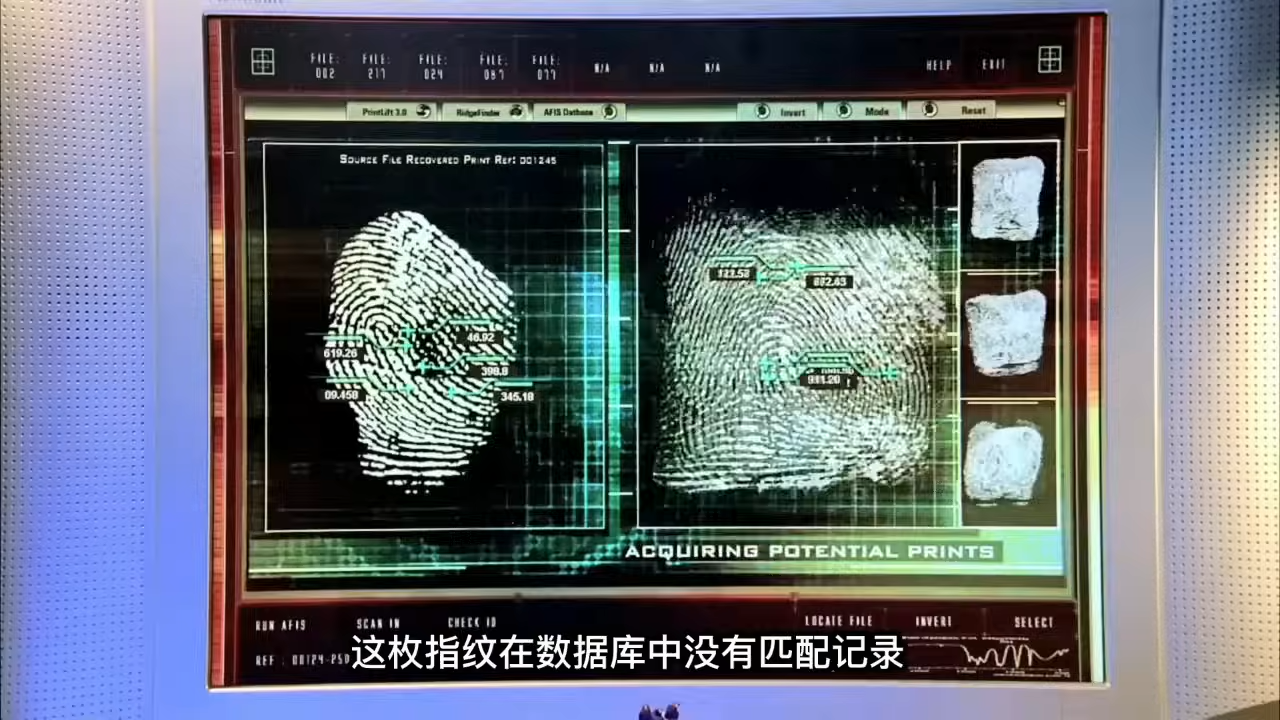 FILE: FILE: FILE: FILE: FILE:
002 217 024 087 077 N/A N/A N/A HELP EXIT
PrintLift 3.0 RidgeFinder AFIS Datbase Invert Mode Reset
SOURCE FILE RECOVERED PRINT REF: 001245
122.53
882.63
46.92
619.26
398.8
09.458
345.18
ACQUIRING POTENTIAL PRINTS
RUN AFIS SCAN IN CHECK ID LOCATE FILE INVERT SELECT
这枚指纹在数据库中没有匹配记录